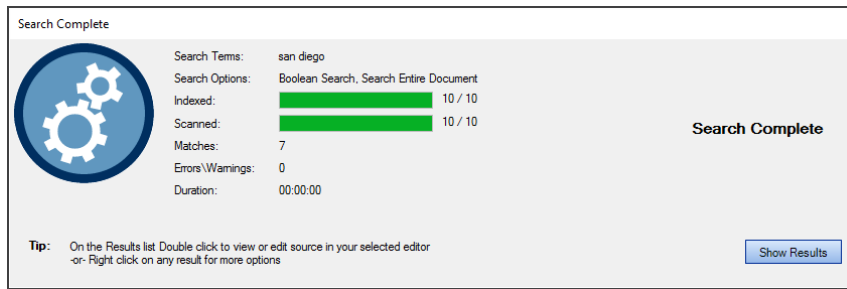 Search Complete
Search Terms: san diego
Search Options: Boolean Search, Search Entire Document
Indexed: 10 / 10
Scanned: 10 / 10
Matches: 7
Errors\Warnings: 0
Duration: 00:00:00
Search Complete
Tip: On the Results list Double click to view or edit source in your selected editor
-or- Right click on any result for more options
Show Results